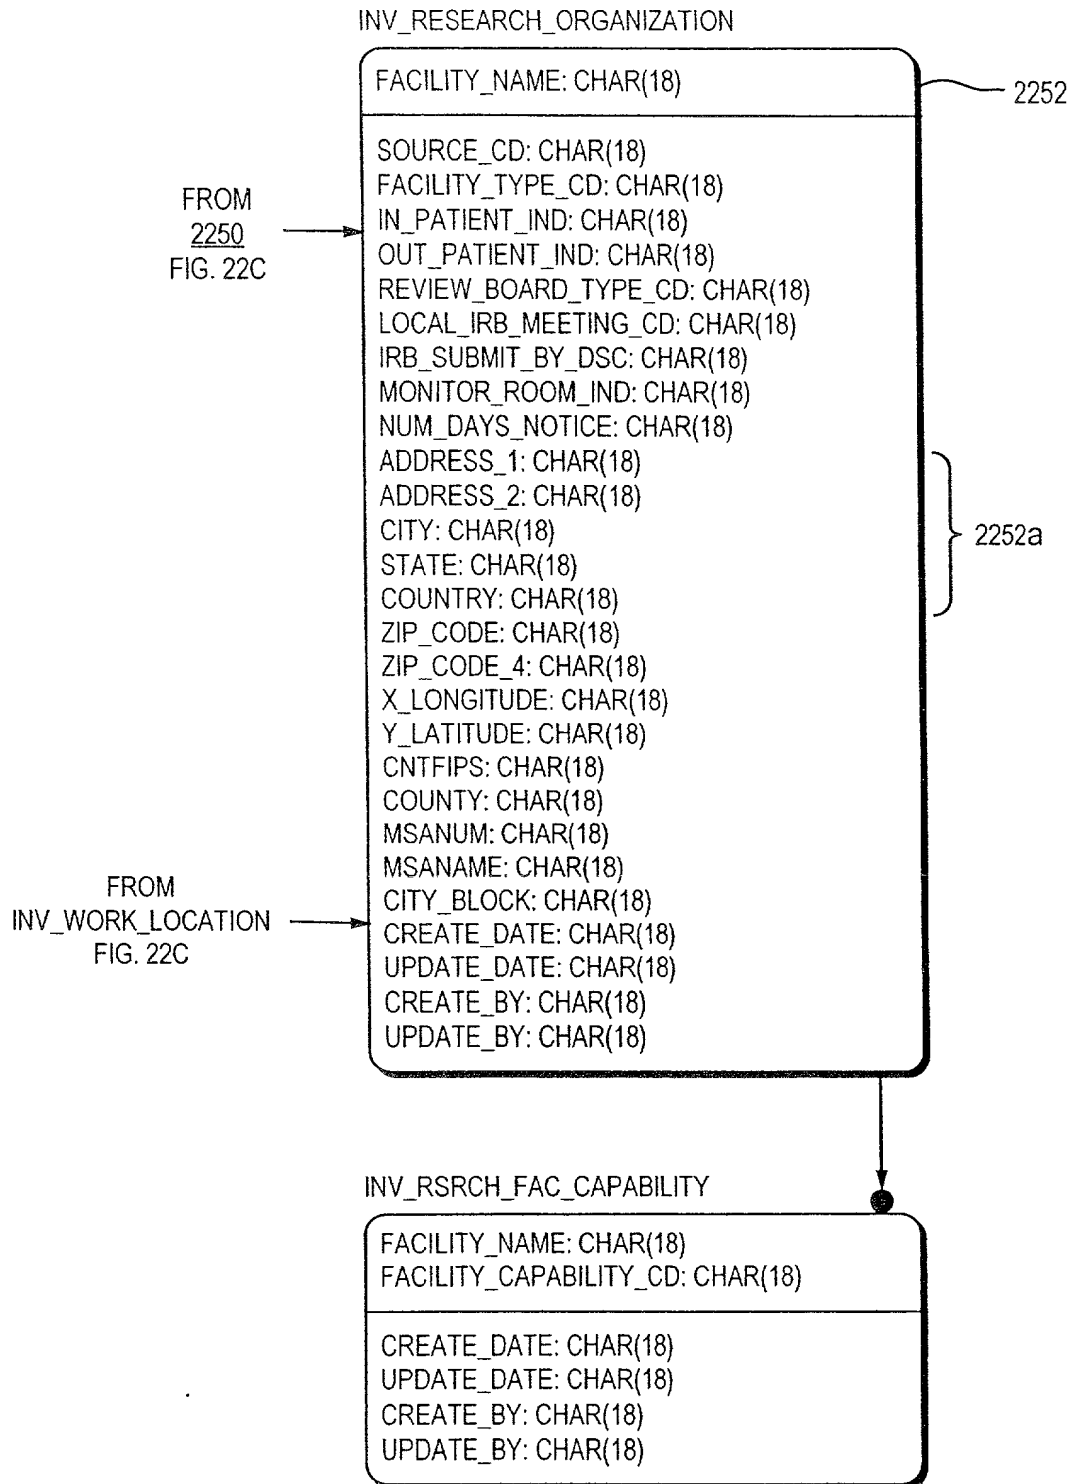 INV_RESEARCH_ORGANIZATION
FACILITY_NAME: CHAR(18)
2252
SOURCE_CD: CHAR(18)
FACILITY_TYPE_CD: CHAR(18)
IN_PATIENT_IND: CHAR(18)
OUT_PATIENT_IND: CHAR(18)
REVIEW_BOARD_TYPE_CD: CHAR(18)
LOCAL_IRB_MEETING_CD: CHAR(18)
IRB_SUBMIT_BY_DSC: CHAR(18)
MONITOR_ROOM_IND: CHAR(18)
NUM_DAYS_NOTICE: CHAR(18)
ADDRESS_1: CHAR(18)
ADDRESS_2: CHAR(18)
CITY: CHAR(18)
STATE: CHAR(18)
COUNTRY: CHAR(18)
ZIP_CODE: CHAR(18)
ZIP_CODE_4: CHAR(18)
X_LONGITUDE: CHAR(18)
Y_LATITUDE: CHAR(18)
CNTFIPS: CHAR(18)
COUNTY: CHAR(18)
MSANUM: CHAR(18)
MSANAME: CHAR(18)
CITY_BLOCK: CHAR(18)
CREATE_DATE: CHAR(18)
UPDATE_DATE: CHAR(18)
CREATE_BY: CHAR(18)
UPDATE_BY: CHAR(18)
FROM
2250
FIG. 22C
2252a
FROM
INV_WORK_LOCATION
FIG. 22C
INV_RSRCH_FAC_CAPABILITY
FACILITY_NAME: CHAR(18)
FACILITY_CAPABILITY_CD: CHAR(18)
CREATE_DATE: CHAR(18)
UPDATE_DATE: CHAR(18)
CREATE_BY: CHAR(18)
UPDATE_BY: CHAR(18)